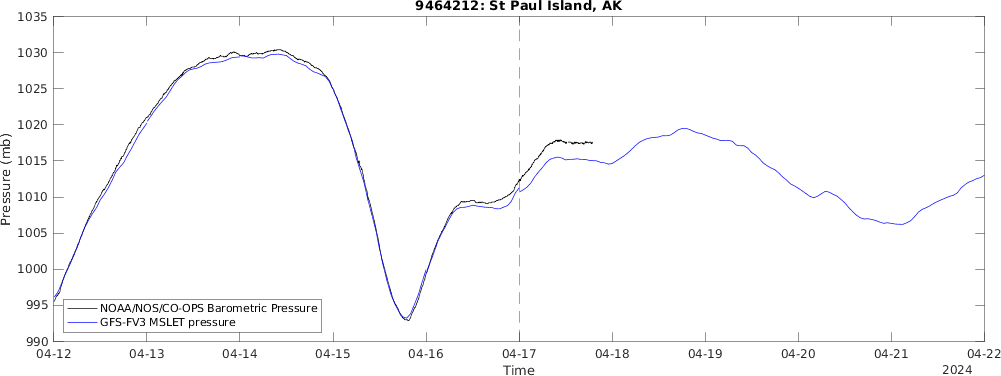 9464212: St Paul Island, AK
Pressure (mb)
1035
1030
1025
1020
1015
1010
1005
1000
995
990
NOAA/NOS/CO-OPS Barometric Pressure
GFS-FV3 MSLET pressure
04-12 04-13 04-14 04-15 04-16 04-17 04-18 04-19 04-20 04-21 04-22
Time
2024